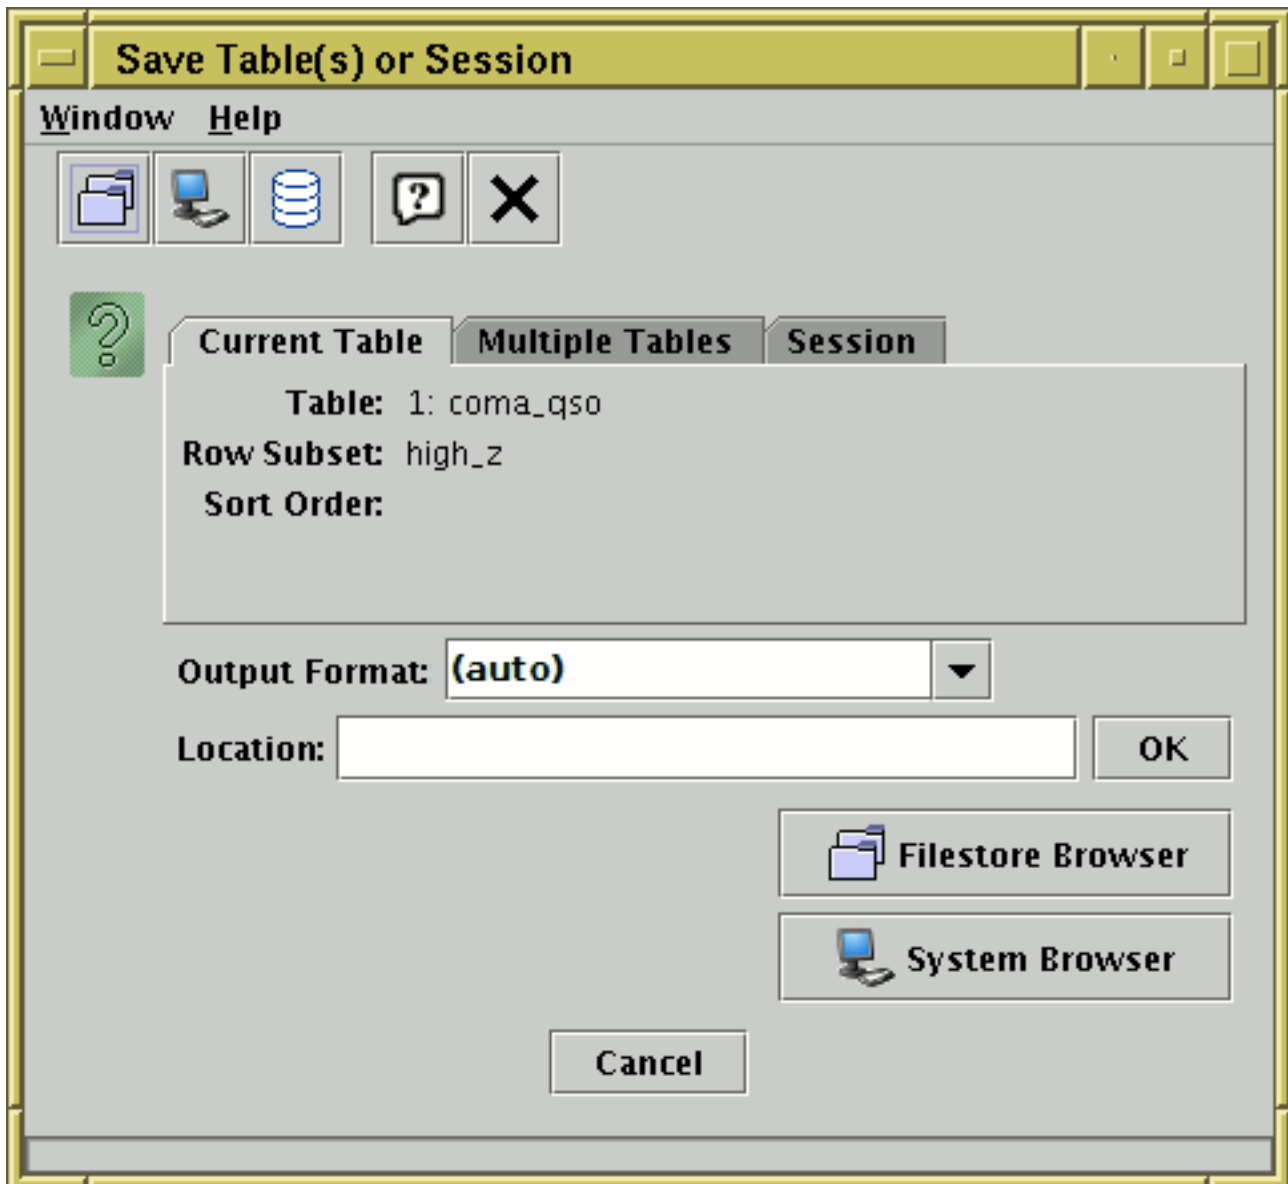 Save Table(s) or Session
Window Help
Current Table Multiple Tables Session
Table: 1: coma_qso
Row Subset: high_z
Sort Order:
Output Format: (auto)
Location: OK
Filestore Browser
System Browser
Cancel